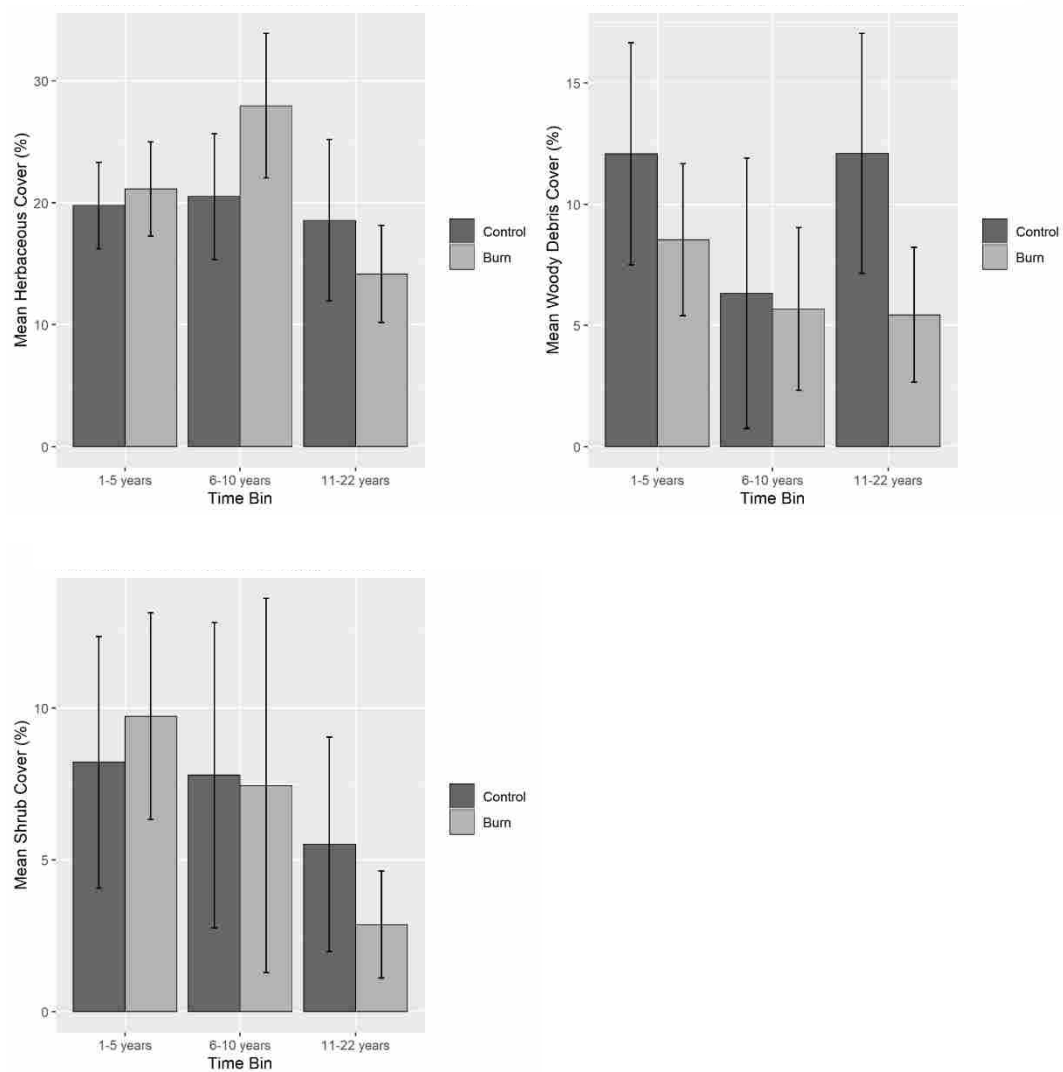 Mean Herbaceous Cover (%)
30
20
10
0
1-5 years 6-10 years 11-22 years
Time Bin
Control
Burn
Mean Woody Debris Cover (%)
15
10
5
0
1-5 years 6-10 years 11-22 years
Time Bin
Control
Burn
Mean Shrub Cover (%)
10
5
0
1-5 years 6-10 years 11-22 years
Time Bin
Control
Burn